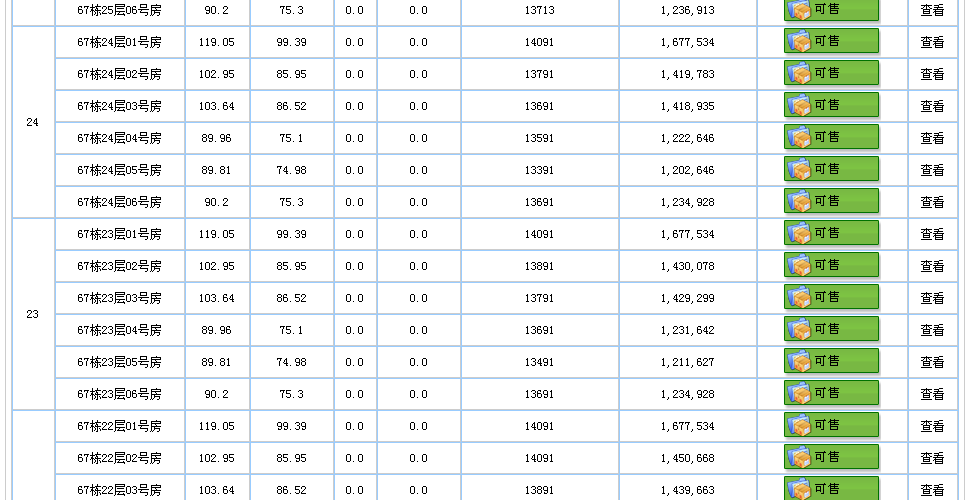 67栋25层06号房 90.2 75.3 0.0 0.0 13713 1,236,913 可售 查看
67栋24层01号房 119.05 99.39 0.0 0.0 14091 1,677,534 可售 查看
67栋24层02号房 102.95 85.95 0.0 0.0 13791 1,419,783 可售 查看
67栋24层03号房 103.64 86.52 0.0 0.0 13691 1,418,935 可售 查看
24
67栋24层04号房 89.96 75.1 0.0 0.0 13591 1,222,646 可售 查看
67栋24层05号房 89.81 74.98 0.0 0.0 13391 1,202,646 可售 查看
67栋24层06号房 90.2 75.3 0.0 0.0 13691 1,234,928 可售 查看
67栋23层01号房 119.05 99.39 0.0 0.0 14091 1,677,534 可售 查看
67栋23层02号房 102.95 85.95 0.0 0.0 13891 1,430,078 可售 查看
67栋23层03号房 103.64 86.52 0.0 0.0 13791 1,429,299 可售 查看
23
67栋23层04号房 89.96 75.1 0.0 0.0 13691 1,231,642 可售 查看
67栋23层05号房 89.81 74.98 0.0 0.0 13491 1,211,627 可售 查看
67栋23层06号房 90.2 75.3 0.0 0.0 13691 1,234,928 可售 查看
67栋22层01号房 119.05 99.39 0.0 0.0 14091 1,677,534 可售 查看
67栋22层02号房 102.95 85.95 0.0 0.0 14091 1,450,668 可售 查看
67栋22层03号房 103.64 86.52 0.0 0.0 13891 1,439,663 可售 查看